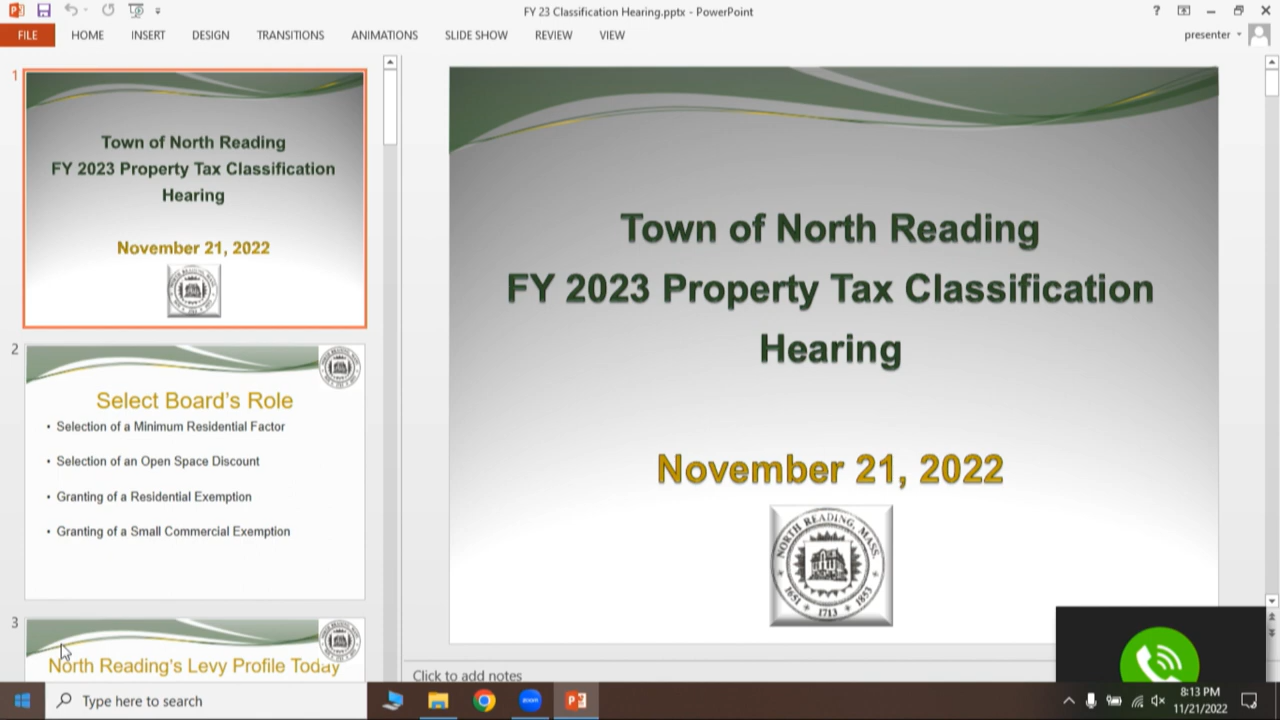 FY 23 Classification Hearing.pptx - PowerPoint
?
FILE
HOME
INSERT
DESIGN
TRANSITIONS
ANIMATIONS
SLIDE SHOW
REVIEW
VIEW
presenter
1
Town of North Reading
FY 2023 Property Tax Classification
Hearing
November 21, 2022
2
Select Board's Role
• Selection of a Minimum Residential Factor
• Selection of an Open Space Discount
• Granting of a Residential Exemption
• Granting of a Small Commercial Exemption
3
North Reading's Levy Profile Today
Town of North Reading
FY 2023 Property Tax Classification
Hearing
November 21, 2022
NORTH READING, MASS.
1651 1713 1853
Click to add notes
Type here to search
zoom
8:13 PM
11/21/2022